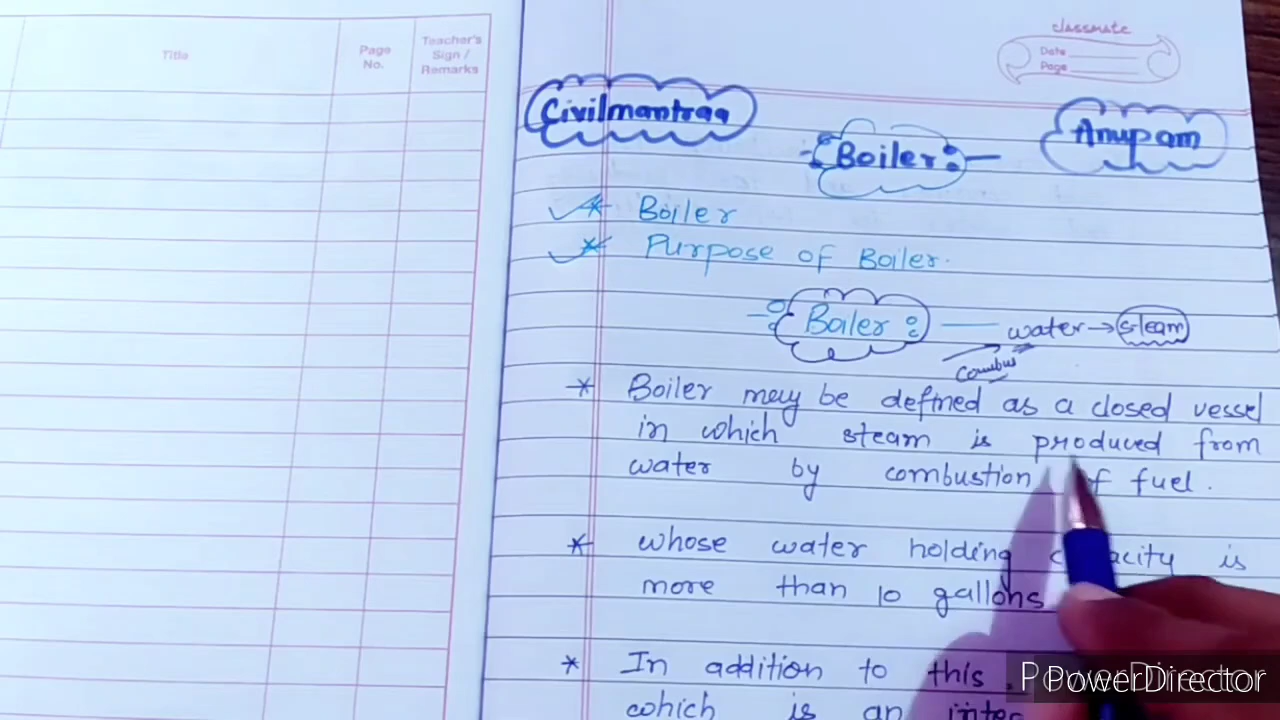 Title
Page No.
Teacher's Sign / Remarks
classmate
Date
Page
Civilmantraa
Boiler
Anupam
* Boiler
* Purpose of Boiler.
Boiler — water → steam
Combus
* Boiler may be defined as a closed vessel
in which steam is produced from
water by combustion of fuel.
* whose water holding is
more than 10 gallons
* In addition to this
which is an
PowerDirector